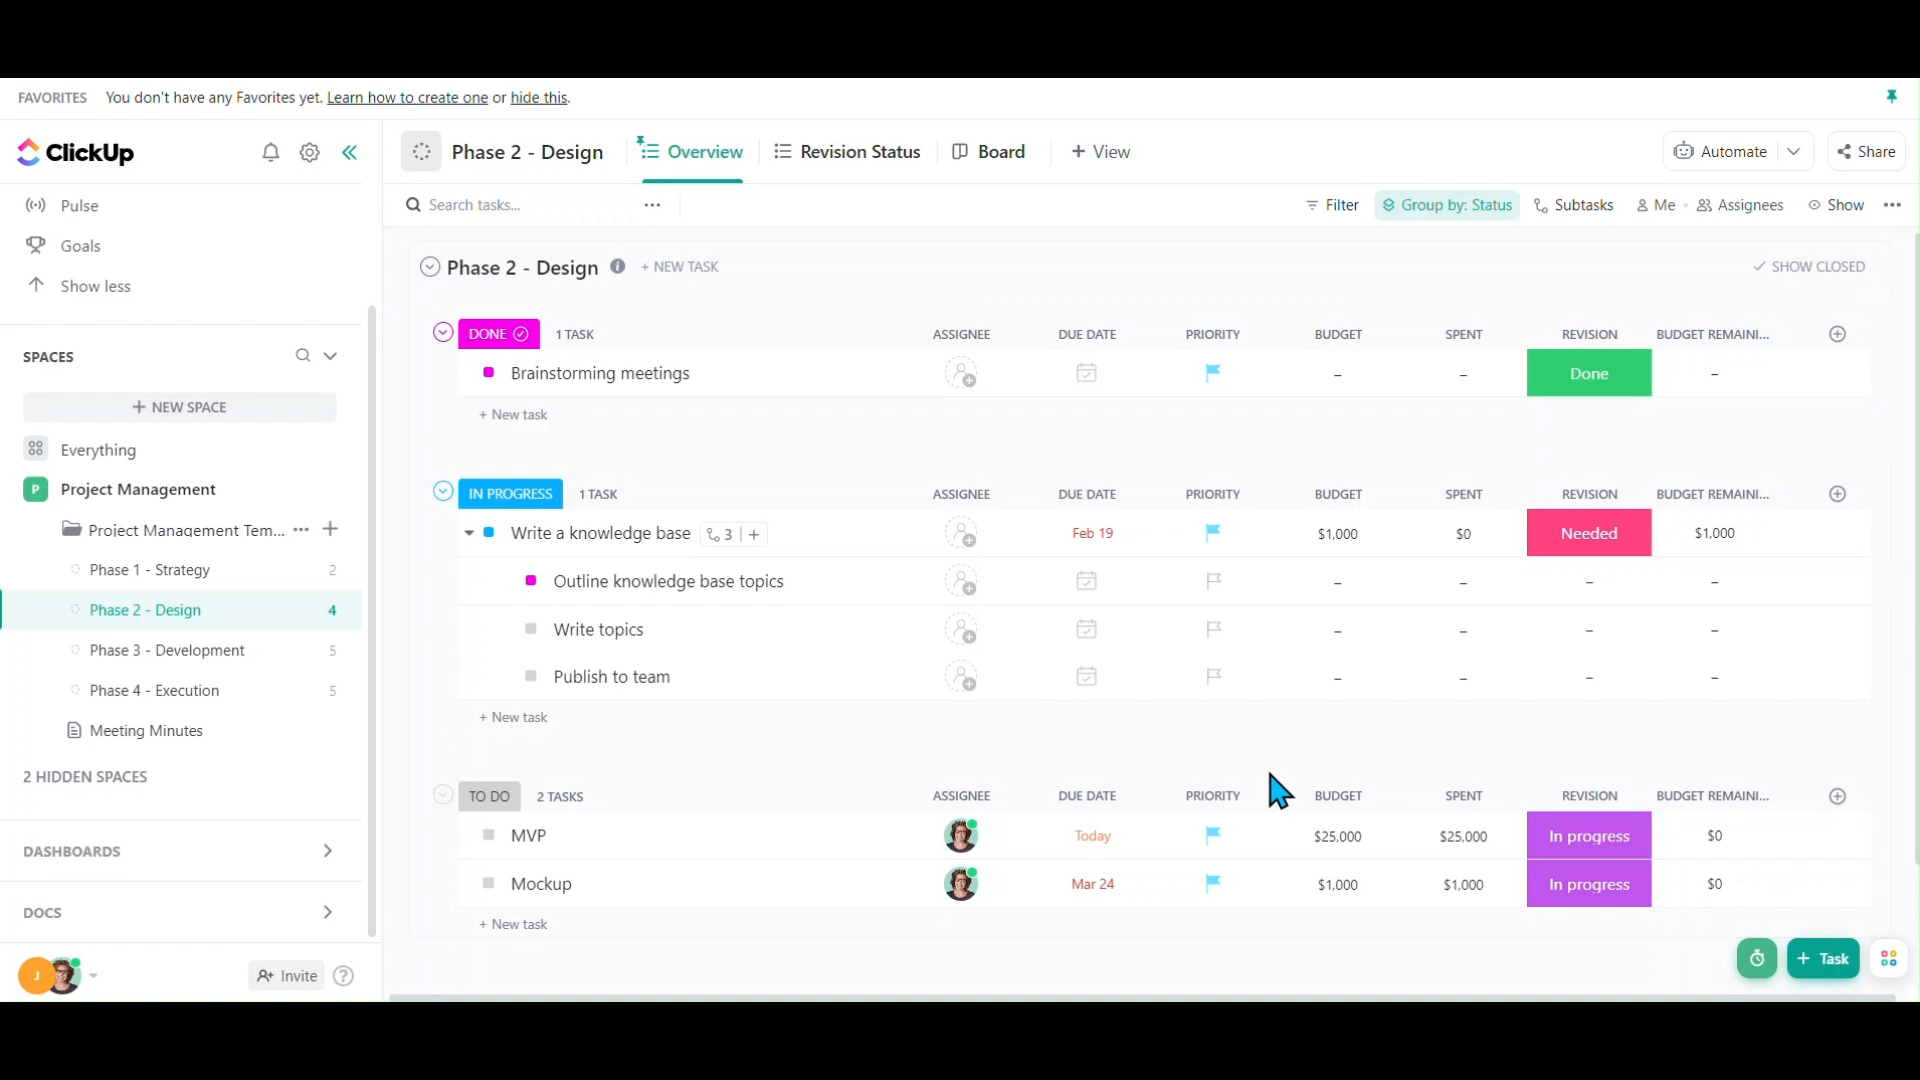 FAVORITES You don't have any Favorites yet. Learn how to create one or hide this.
ClickUp
Phase 2 - Design Overview Revision Status Board + View Automate Share
Pulse
Goals
Show less
Search tasks... Filter Group by: Status Subtasks Me Assignees Show
SPACES
+ NEW SPACE
Everything
P Project Management
Project Management Tem...
Phase 1 - Strategy 2
Phase 2 - Design 4
Phase 3 - Development 5
Phase 4 - Execution 5
Meeting Minutes
2 HIDDEN SPACES
DASHBOARDS
DOCS
J Invite ?
Phase 2 - Design + NEW TASK SHOW CLOSED
DONE 1 TASK ASSIGNEE DUE DATE PRIORITY BUDGET SPENT REVISION BUDGET REMAINI...
Brainstorming meetings – – Done –
+ New task
IN PROGRESS 1 TASK ASSIGNEE DUE DATE PRIORITY BUDGET SPENT REVISION BUDGET REMAINI...
Write a knowledge base 3 + Feb 19 $1,000 $0 Needed $1,000
Outline knowledge base topics – – – –
Write topics – – – –
Publish to team – – – –
+ New task
TO DO 2 TASKS ASSIGNEE DUE DATE PRIORITY BUDGET SPENT REVISION BUDGET REMAINI...
MVP Today $25,000 $25,000 In progress $0
Mockup Mar 24 $1,000 $1,000 In progress $0
+ New task
+ Task